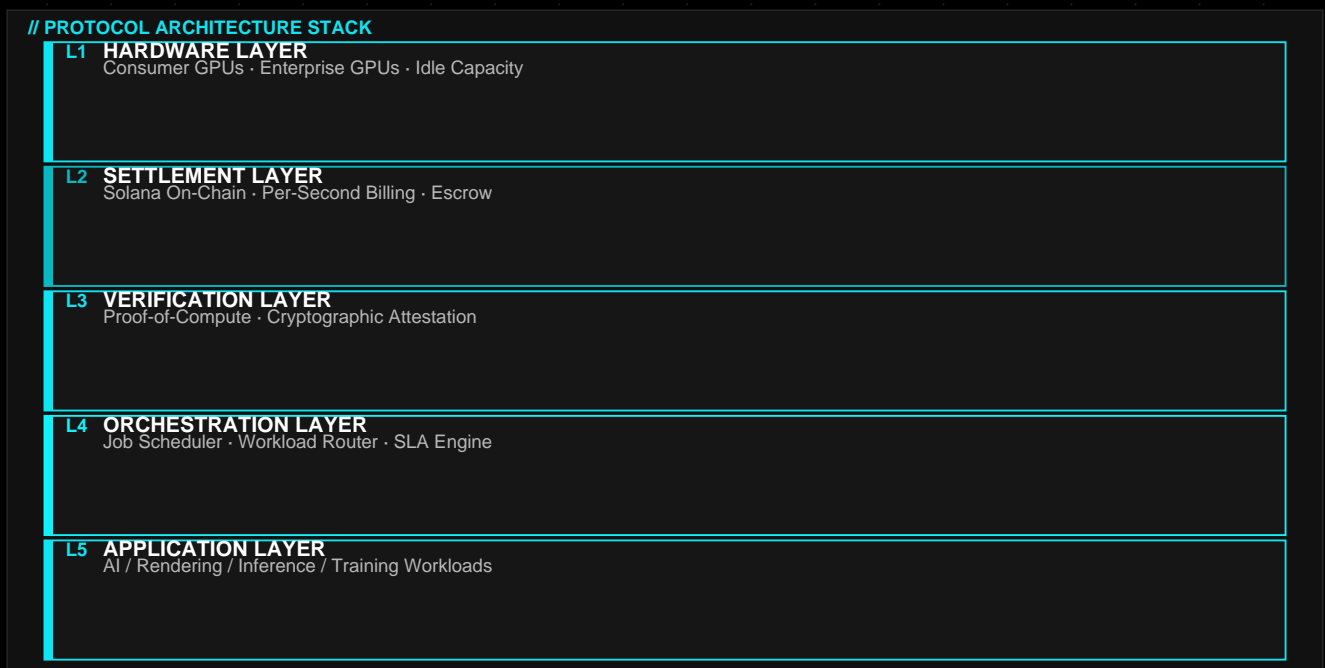 // PROTOCOL ARCHITECTURE STACK
L1 HARDWARE LAYER
Consumer GPUs · Enterprise GPUs · Idle Capacity
L2 SETTLEMENT LAYER
Solana On-Chain · Per-Second Billing · Escrow
L3 VERIFICATION LAYER
Proof-of-Compute · Cryptographic Attestation
L4 ORCHESTRATION LAYER
Job Scheduler · Workload Router · SLA Engine
L5 APPLICATION LAYER
AI / Rendering / Inference / Training Workloads